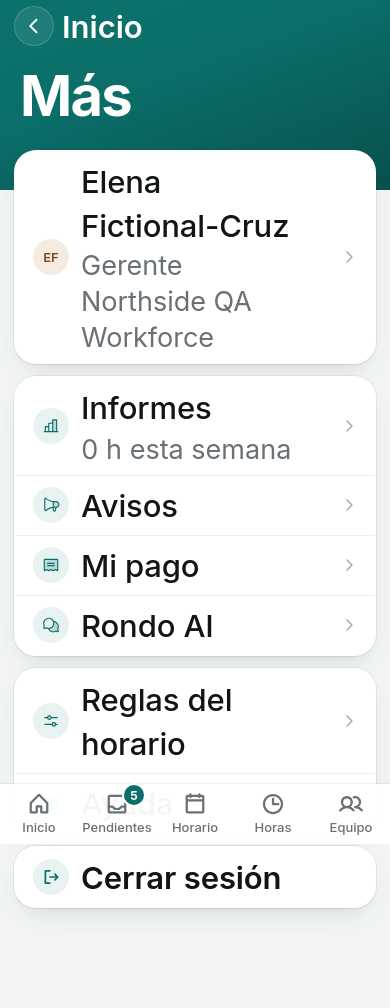 Inicio
Más
Elena
Fictional-Cruz
EF
Gerente
Northside QA
Workforce
Informes
0 h esta semana
Avisos
Mi pago
Rondo AI
Reglas del
horario
Ayuda
5
Inicio
Pendientes
Horario
Horas
Equipo
Cerrar sesión